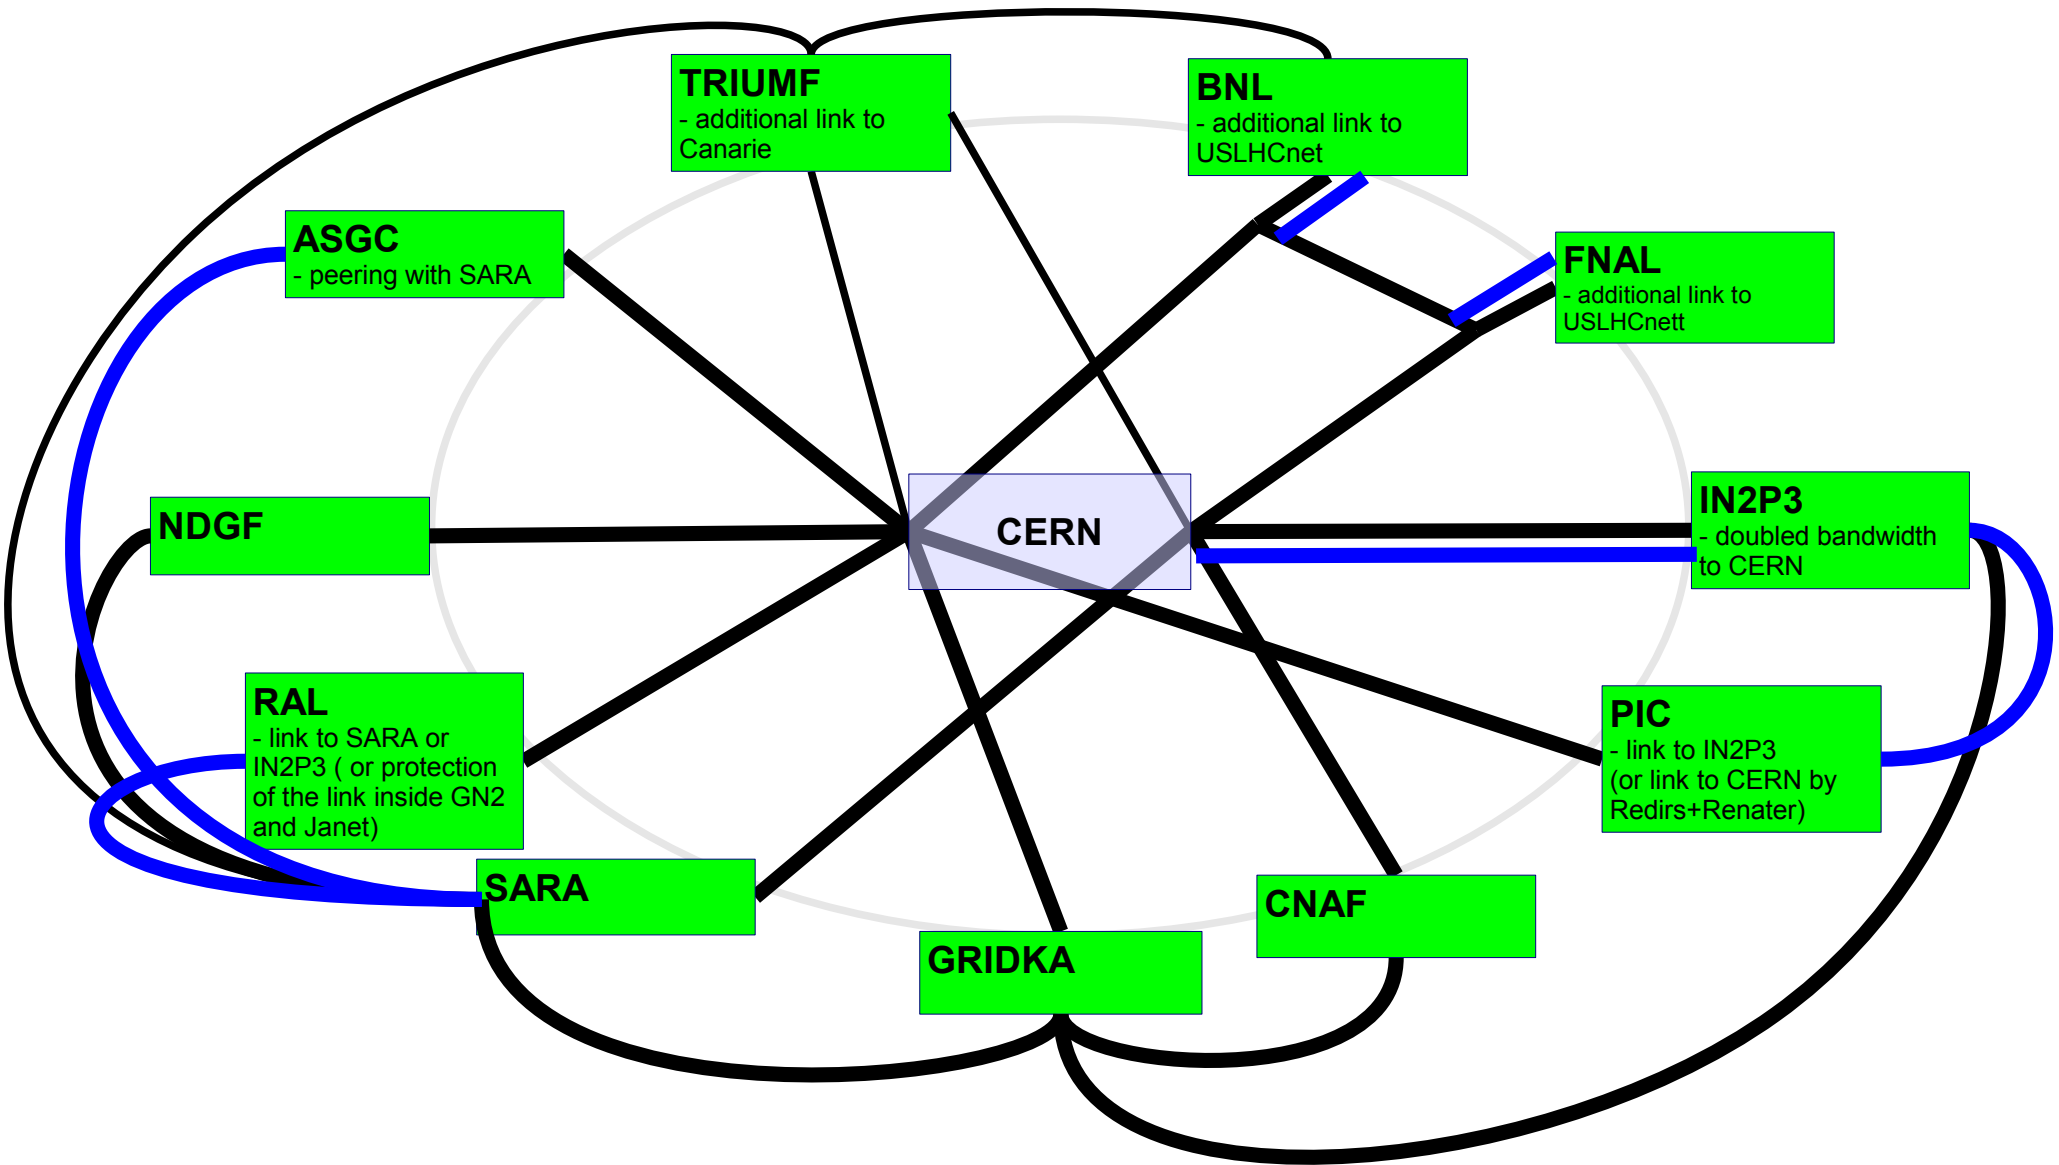 TRIUMF
- additional link to
Canarie
BNL
- additional link to
USLHCnet
ASGC
- peering with SARA
FNAL
- additional link to
USLHCnett
NDGF
CERN
IN2P3
- doubled bandwidth
to CERN
RAL
- link to SARA or
IN2P3 ( or protection
of the link inside GN2
and Janet)
PIC
- link to IN2P3
(or link to CERN by
Redirs+Renater)
SARA
CNAF
GRIDKA